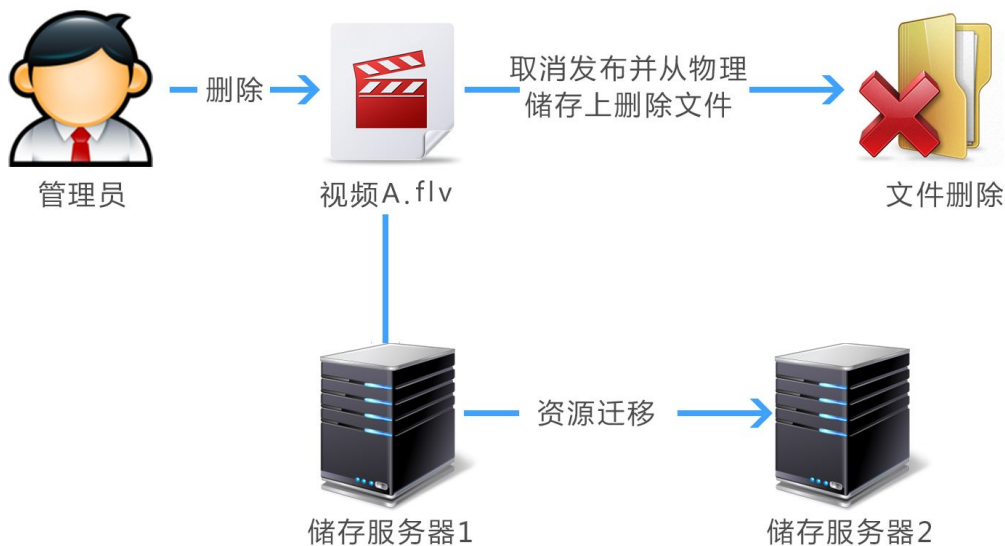 删除
取消发布并从物理
储存上删除文件
管理员
视频A.flv
文件删除
资源迁移
储存服务器1
储存服务器2